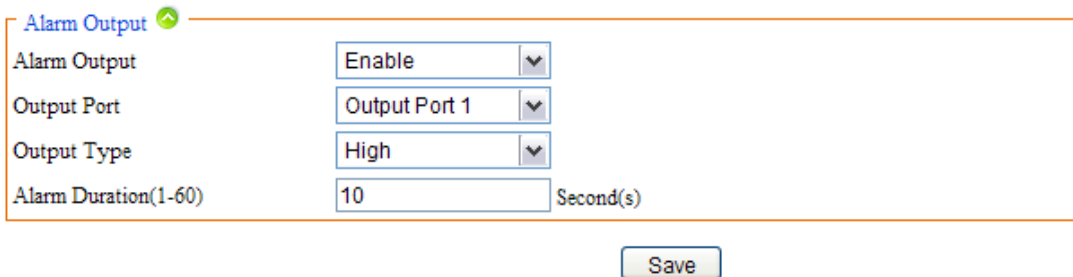 Alarm Output
Alarm Output Enable
Output Port Output Port 1
Output Type High
Alarm Duration(1-60) 10 Second(s)
Save